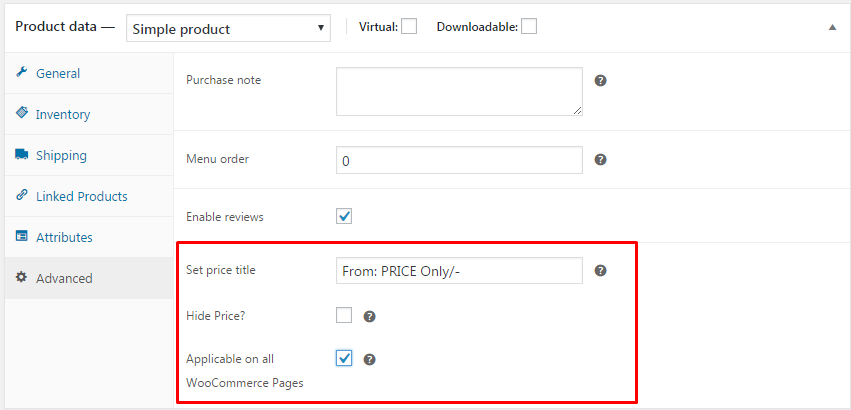 Product data — Simple product Virtual: Downloadable:
General
Inventory
Shipping
Linked Products
Attributes
Advanced
Purchase note
Menu order 0
Enable reviews
Set price title From: PRICE Only/-
Hide Price?
Applicable on all
WooCommerce Pages